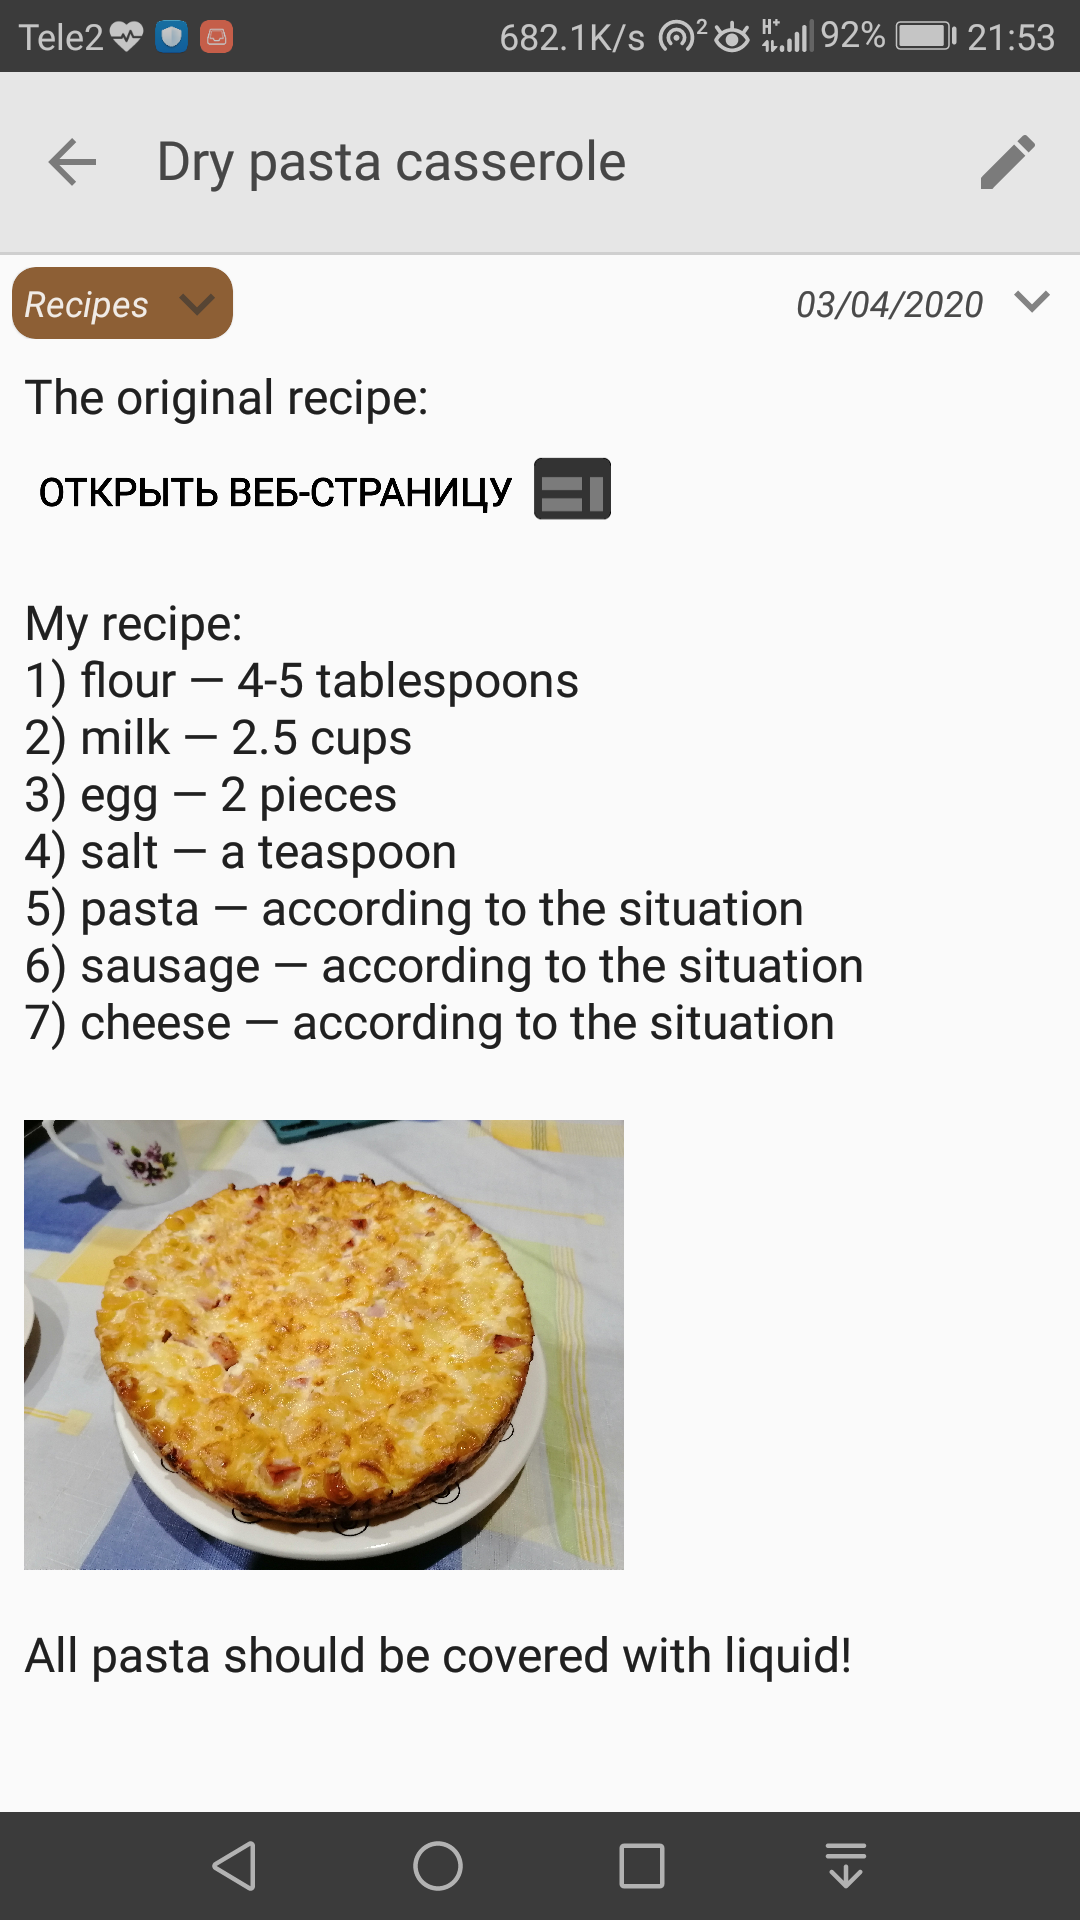 Tele2 682.1K/s 2 H+ 92% 21:53
Dry pasta casserole
Recipes 03/04/2020
The original recipe:
ОТКРЫТЬ ВЕБ-СТРАНИЦУ
My recipe:
1) flour — 4-5 tablespoons
2) milk — 2.5 cups
3) egg — 2 pieces
4) salt — a teaspoon
5) pasta — according to the situation
6) sausage — according to the situation
7) cheese — according to the situation
All pasta should be covered with liquid!